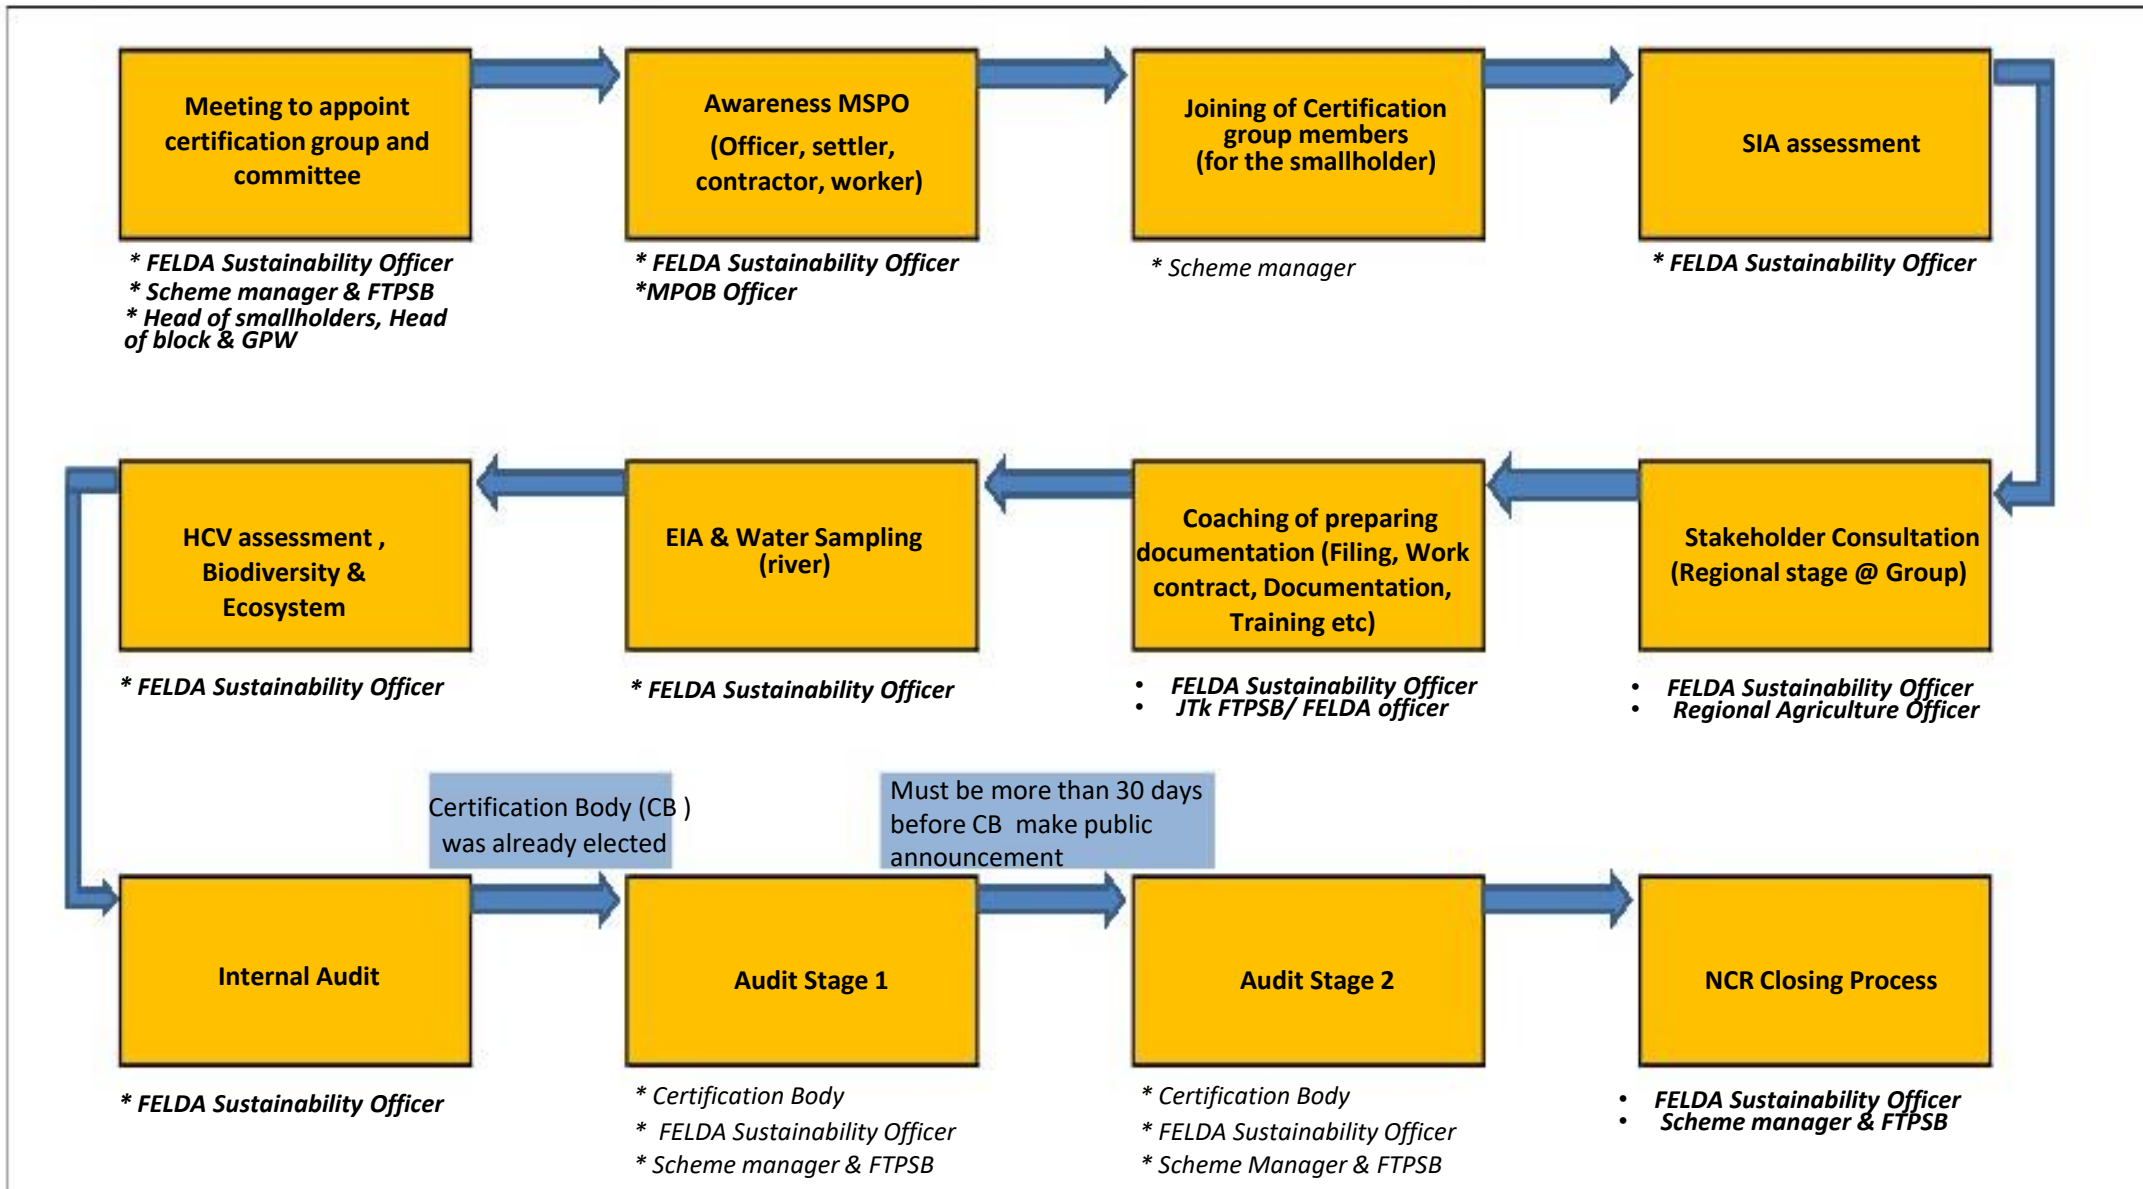 Meeting to appoint
certification group and
committee
* FELDA Sustainability Officer
* Scheme manager & FTPSB
* Head of smallholders, Head
of block & GPW
Awareness MSPO
(Officer, settler,
contractor, worker)
* FELDA Sustainability Officer
*MPOB Officer
Joining of Certification
group members
(for the smallholder)
* Scheme manager
SIA assessment
* FELDA Sustainability Officer
HCV assessment ,
Biodiversity &
Ecosystem
* FELDA Sustainability Officer
EIA & Water Sampling
(river)
* FELDA Sustainability Officer
Coaching of preparing
documentation (Filing, Work
contract, Documentation,
Training etc)
• FELDA Sustainability Officer
• JTk FTPSB/ FELDA officer
Stakeholder Consultation
(Regional stage @ Group)
• FELDA Sustainability Officer
• Regional Agriculture Officer
Certification Body (CB )
was already elected
Must be more than 30 days
before CB make public
announcement
Internal Audit
* FELDA Sustainability Officer
Audit Stage 1
* Certification Body
* FELDA Sustainability Officer
* Scheme manager & FTPSB
Audit Stage 2
* Certification Body
* FELDA Sustainability Officer
* Scheme Manager & FTPSB
NCR Closing Process
• FELDA Sustainability Officer
• Scheme manager & FTPSB